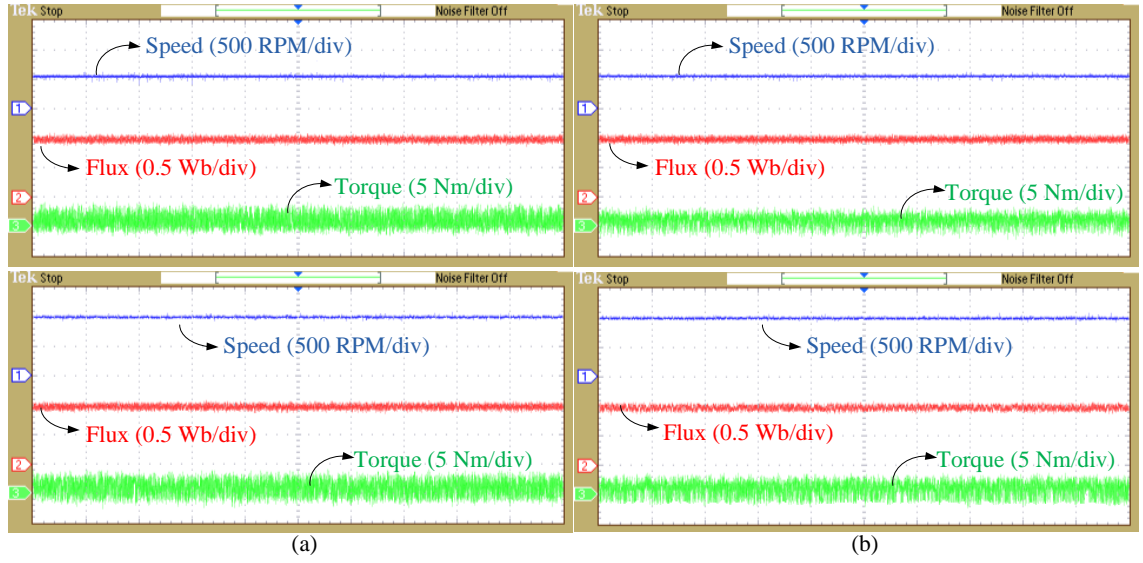 Tek Stop Noise Filter Off
Speed (500 RPM/div)
1
Flux (0.5 Wb/div)
Torque (5 Nm/div)
2
3
Tek Stop Noise Filter Off
Speed (500 RPM/div)
1
Flux (0.5 Wb/div)
Torque (5 Nm/div)
2
3
Tek Stop Noise Filter Off
1
Speed (500 RPM/div)
Flux (0.5 Wb/div)
2
Torque (5 Nm/div)
3
(a)
Tek Stop Noise Filter Off
Speed (500 RPM/div)
1
Flux (0.5 Wb/div)
Torque (5 Nm/div)
2
3
(b)